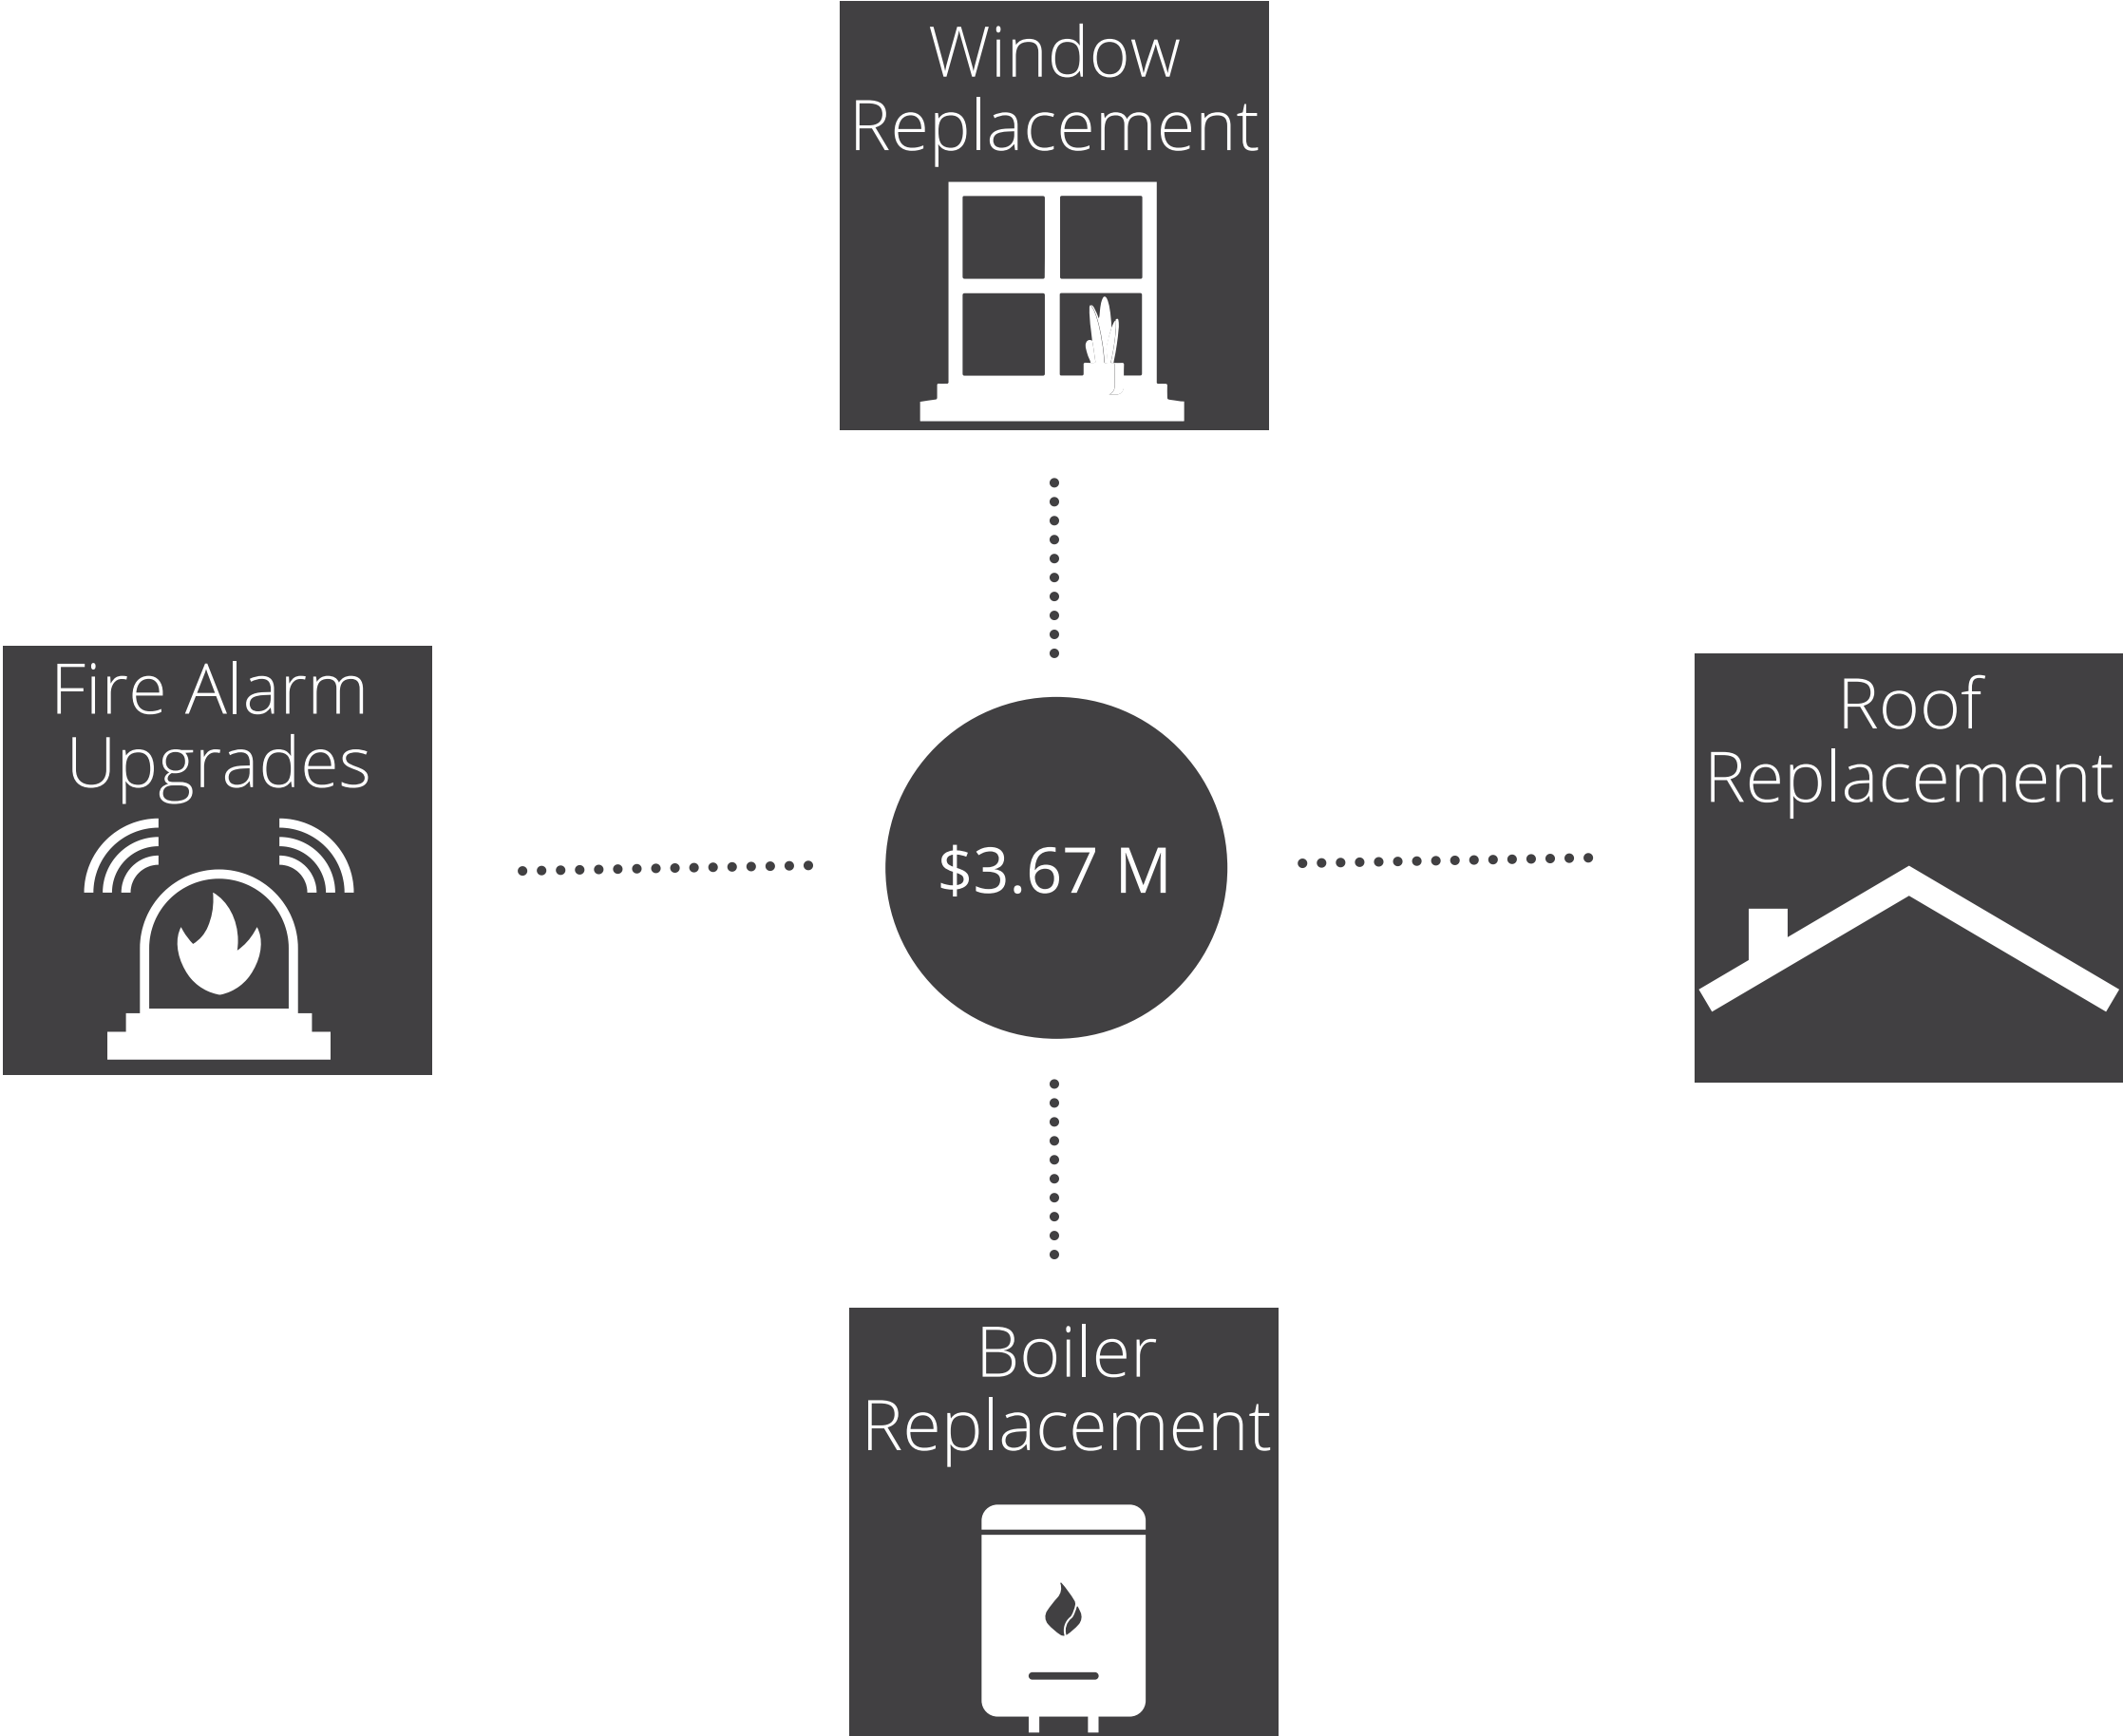 Window
Replacement
Fire Alarm
Upgrades
$3.67 M
Roof
Replacement
Boiler
Replacement